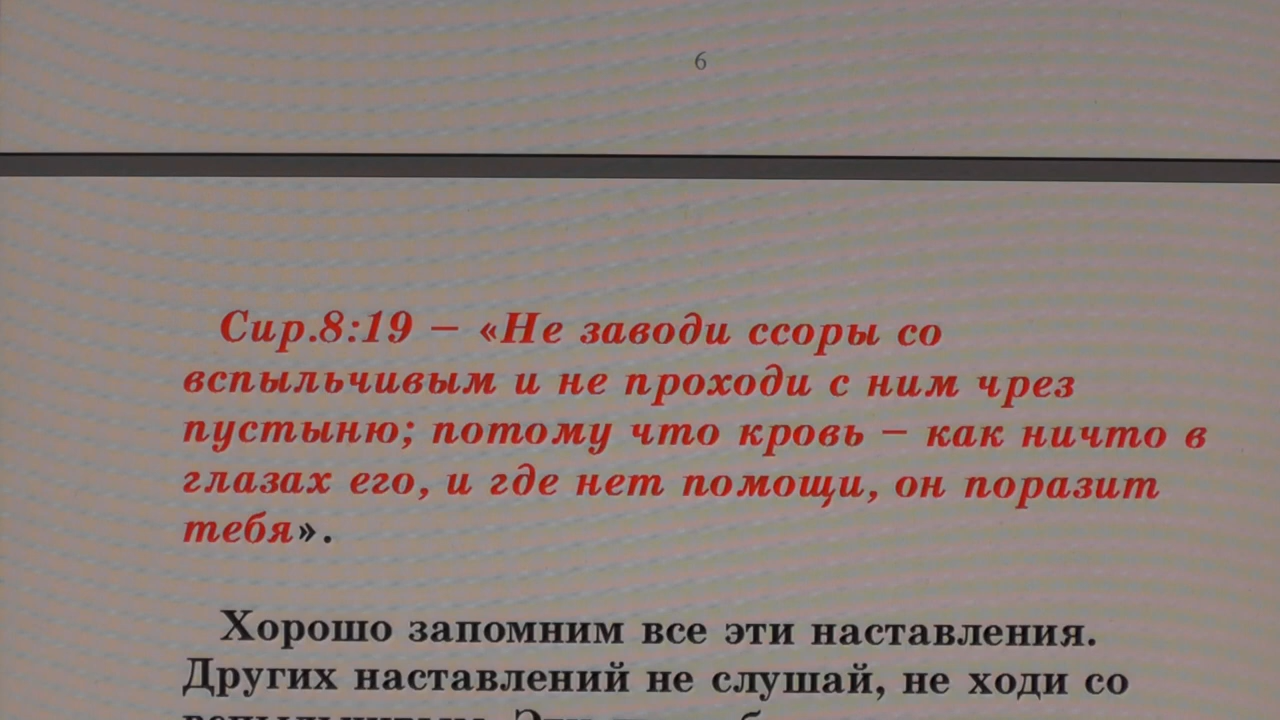 6
Сир.8:19 – «Не заводи ссоры со
вспыльчивым и не проходи с ним чрез
пустыню; потому что кровь – как ничто в
глазах его, и где нет помощи, он поразит
тебя».
Хорошо запомним все эти наставления.
Других наставлений не слушай, не ходи со